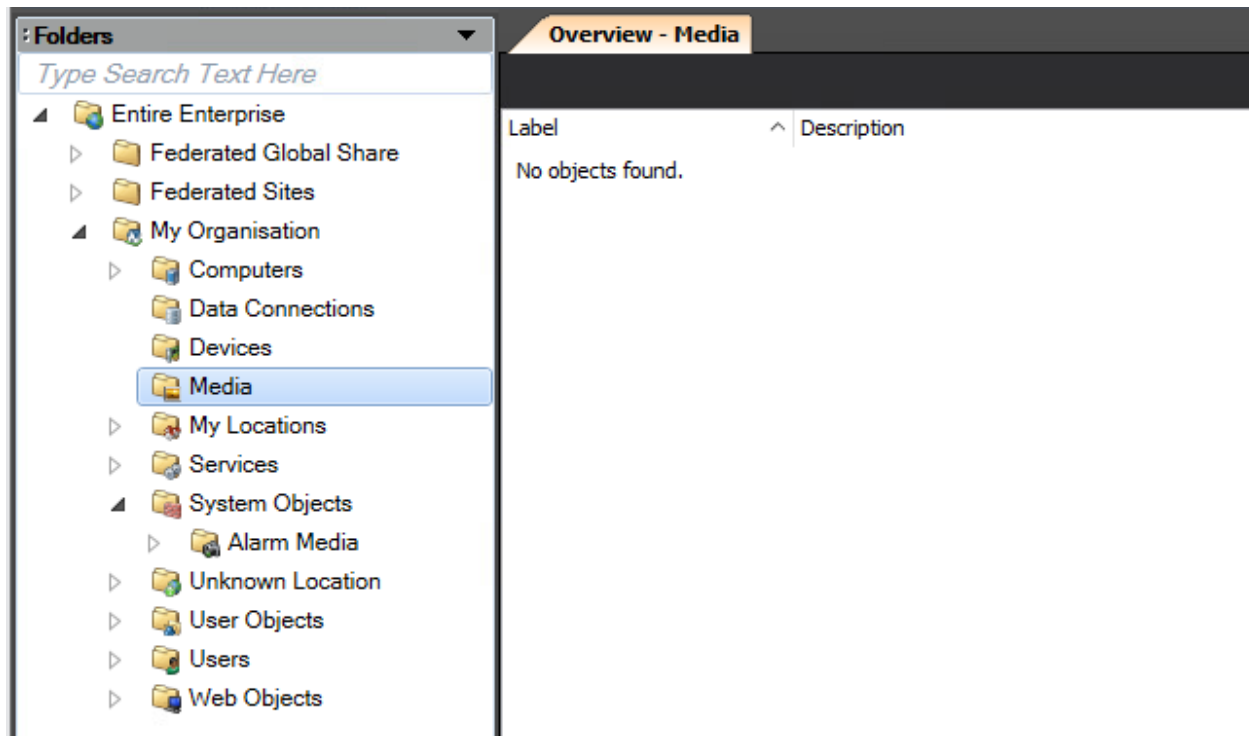 Folders
Type Search Text Here
Entire Enterprise
Federated Global Share
Federated Sites
My Organisation
Computers
Data Connections
Devices
Media
My Locations
Services
System Objects
Alarm Media
Unknown Location
User Objects
Users
Web Objects
Overview - Media
Label Description
No objects found.